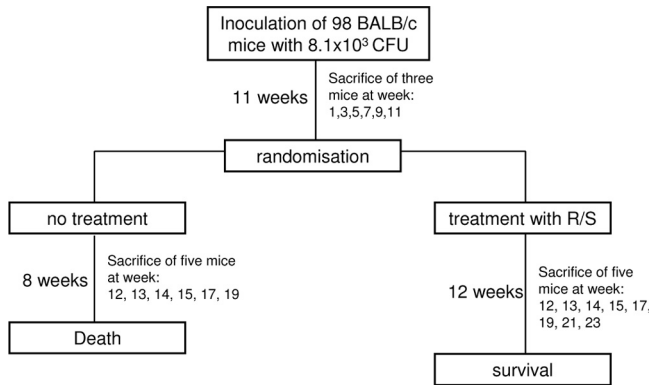 Inoculation of 98 BALB/c
mice with 8.1x10³ CFU
11 weeks
Sacrifice of three
mice at week:
1,3,5,7,9,11
randomisation
no treatment
treatment with R/S
8 weeks
Sacrifice of five mice
at week:
12, 13, 14, 15, 17, 19
12 weeks
Sacrifice of five
mice at week:
12, 13, 14, 15, 17,
19, 21, 23
Death
survival